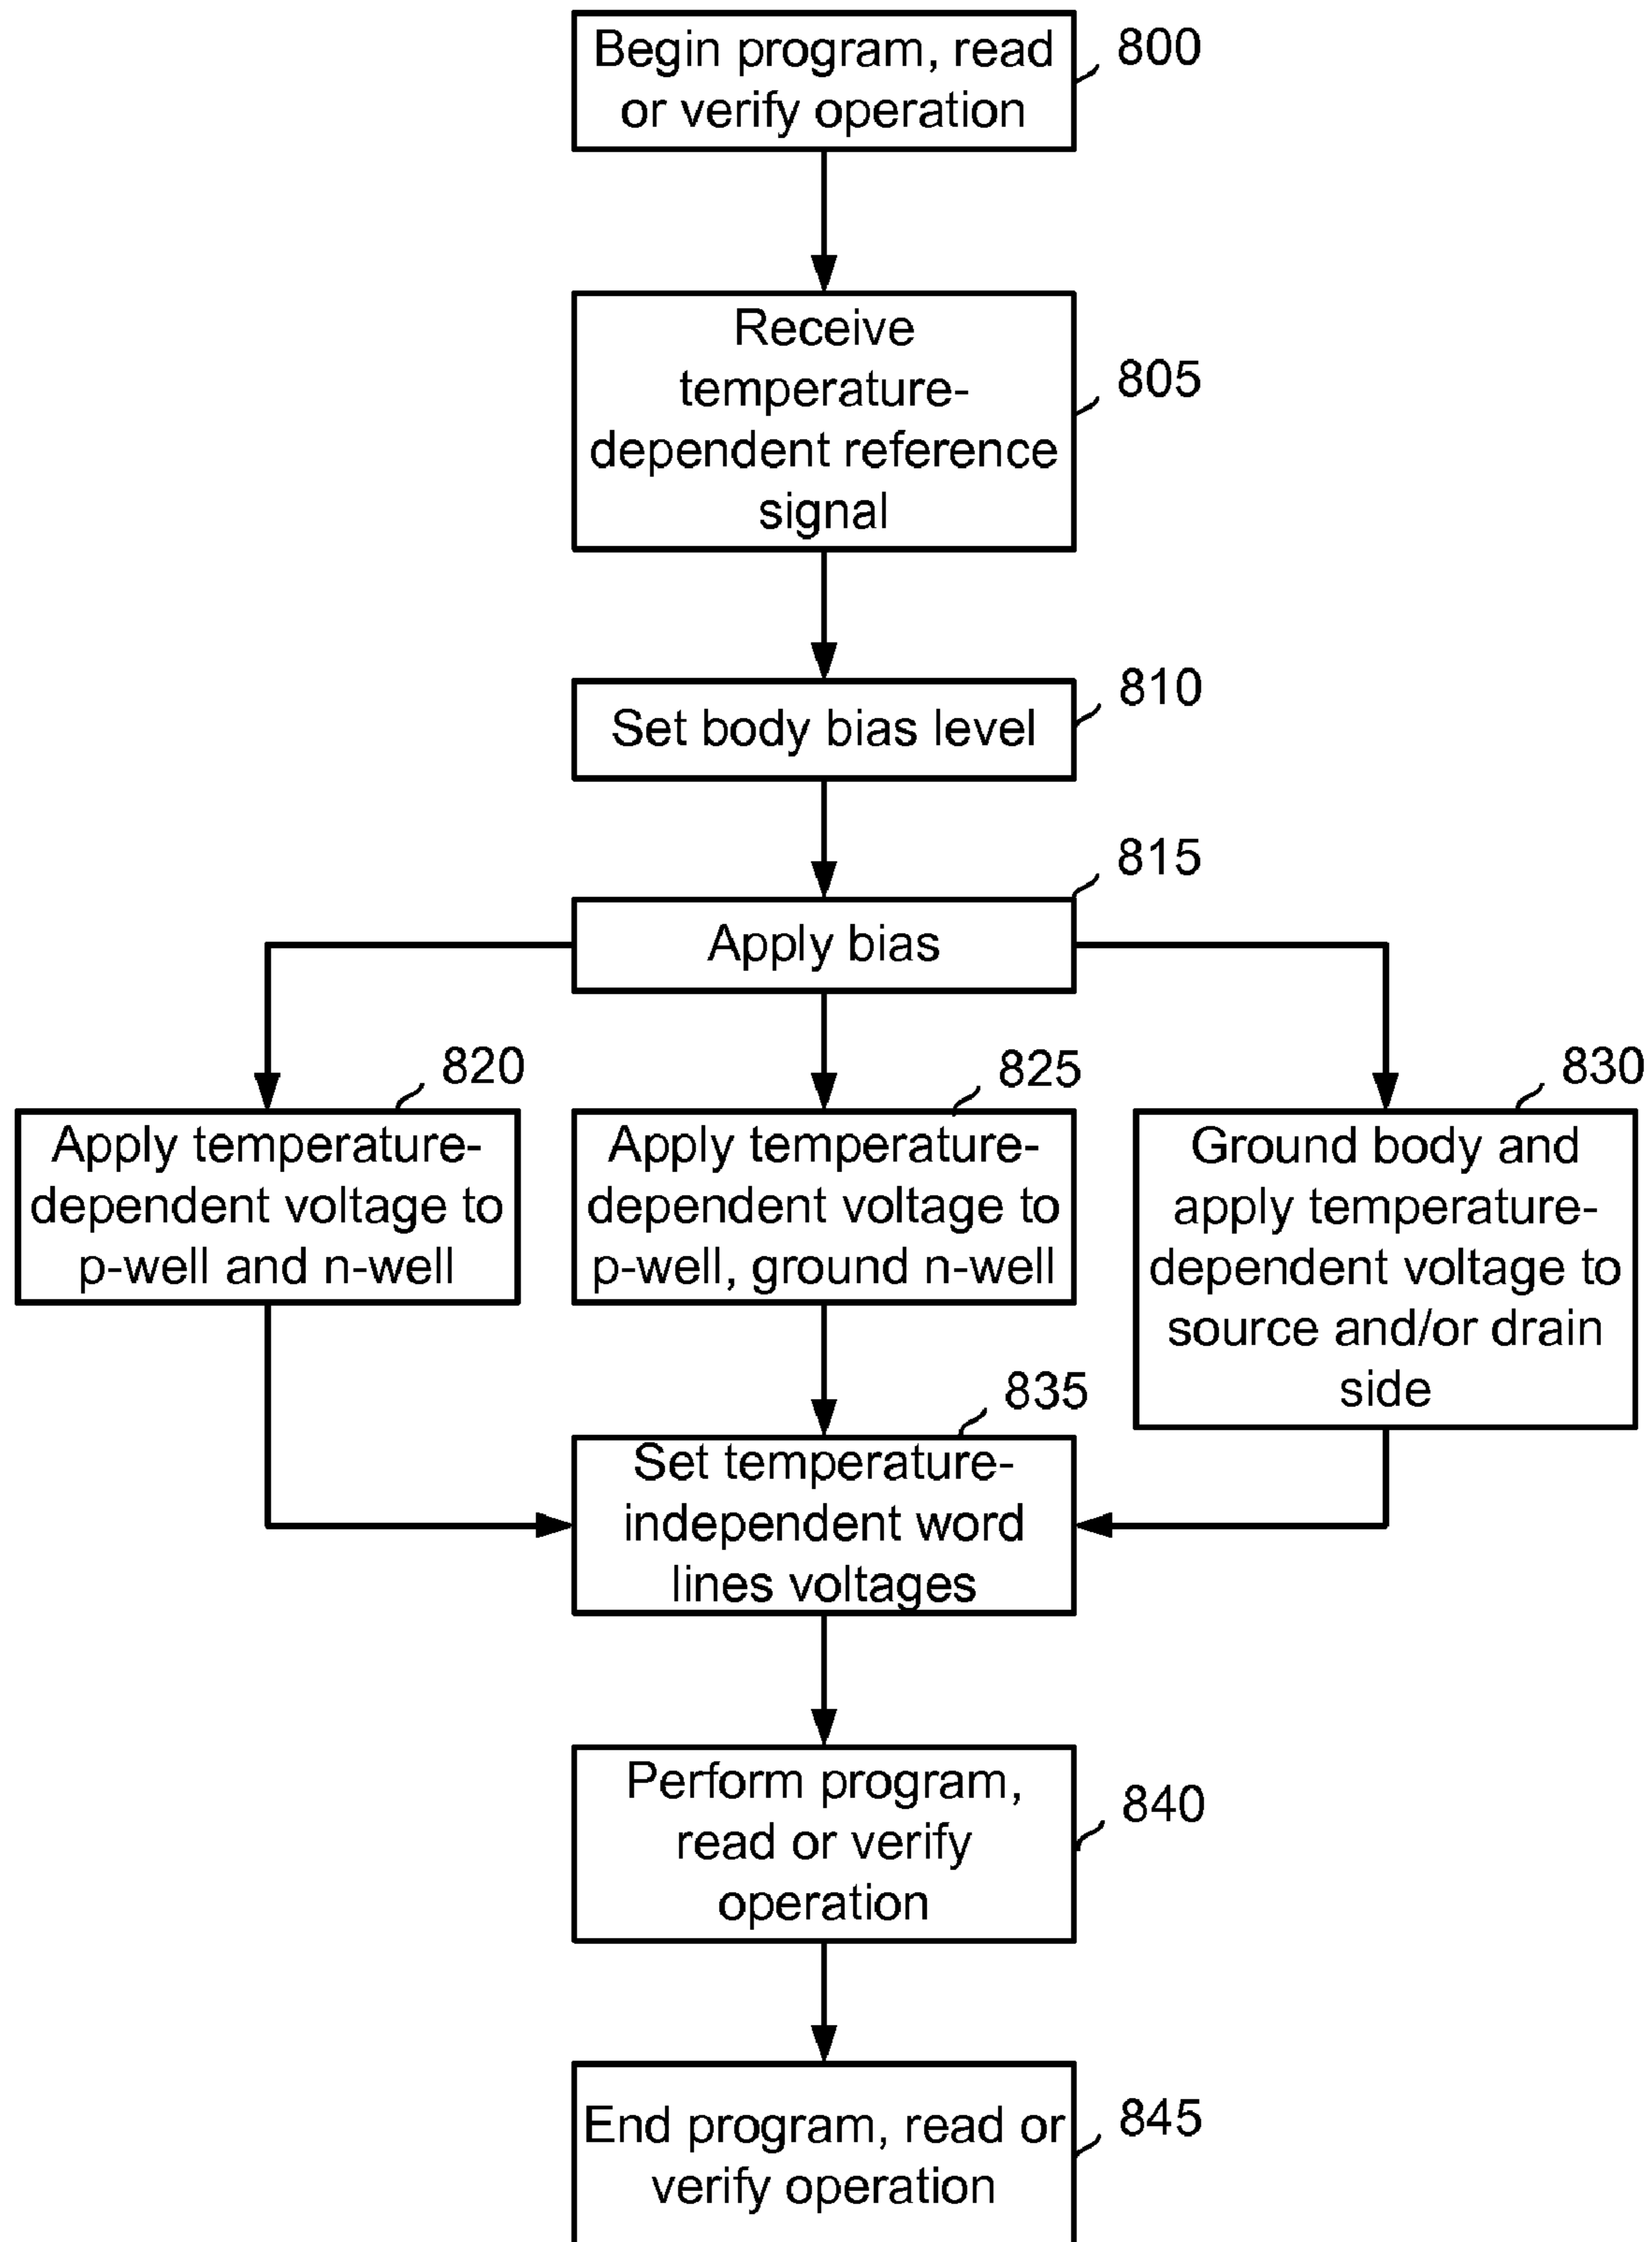 Begin program, read
or verify operation
800
Receive
temperature-
dependent reference
signal
805
Set body bias level
810
Apply bias
815
Apply temperature-
dependent voltage to
p-well and n-well
820
Apply temperature-
dependent voltage to
p-well, ground n-well
825
Ground body and
apply temperature-
dependent voltage to
source and/or drain
side
830
Set temperature-
independent word
lines voltages
835
Perform program,
read or verify
operation
840
End program, read or
verify operation
845